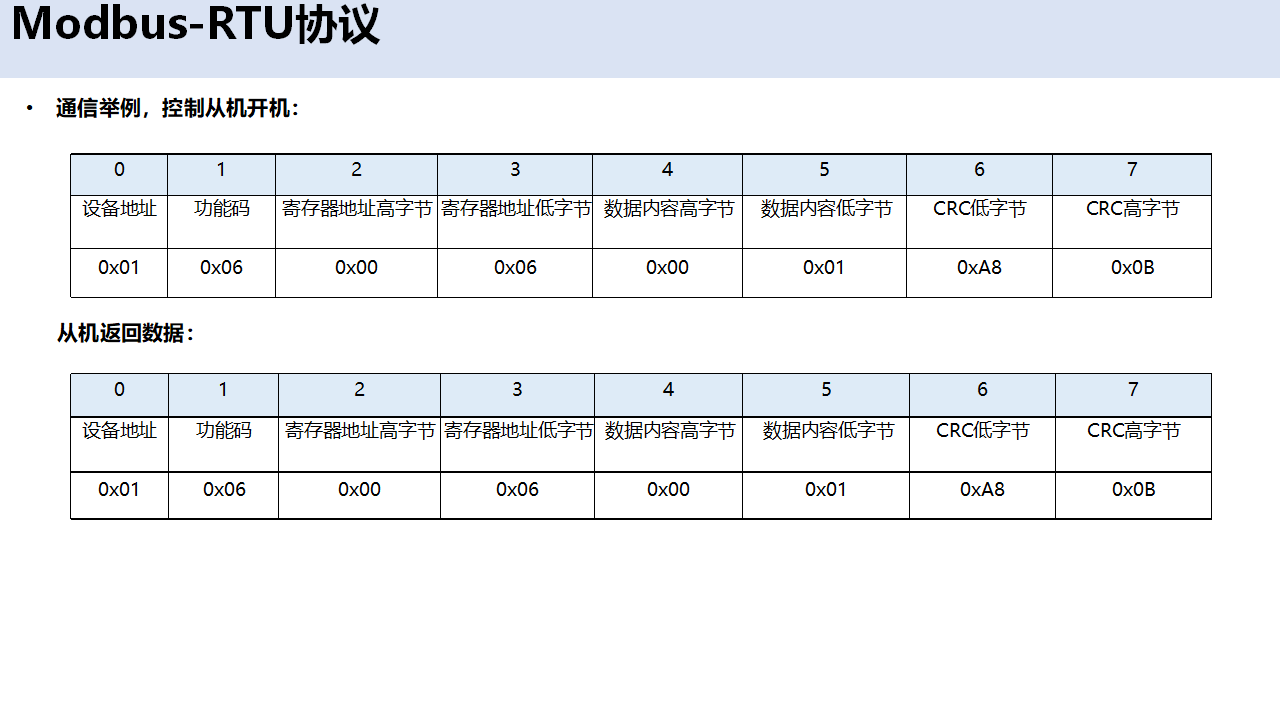 Modbus-RTU协议
• 通信举例，控制从机开机：
0 1 2 3 4 5 6 7
设备地址 功能码 寄存器地址高字节 寄存器地址低字节 数据内容高字节 数据内容低字节 CRC低字节 CRC高字节
0x01 0x06 0x00 0x06 0x00 0x01 0xA8 0x0B
从机返回数据：
0 1 2 3 4 5 6 7
设备地址 功能码 寄存器地址高字节 寄存器地址低字节 数据内容高字节 数据内容低字节 CRC低字节 CRC高字节
0x01 0x06 0x00 0x06 0x00 0x01 0xA8 0x0B